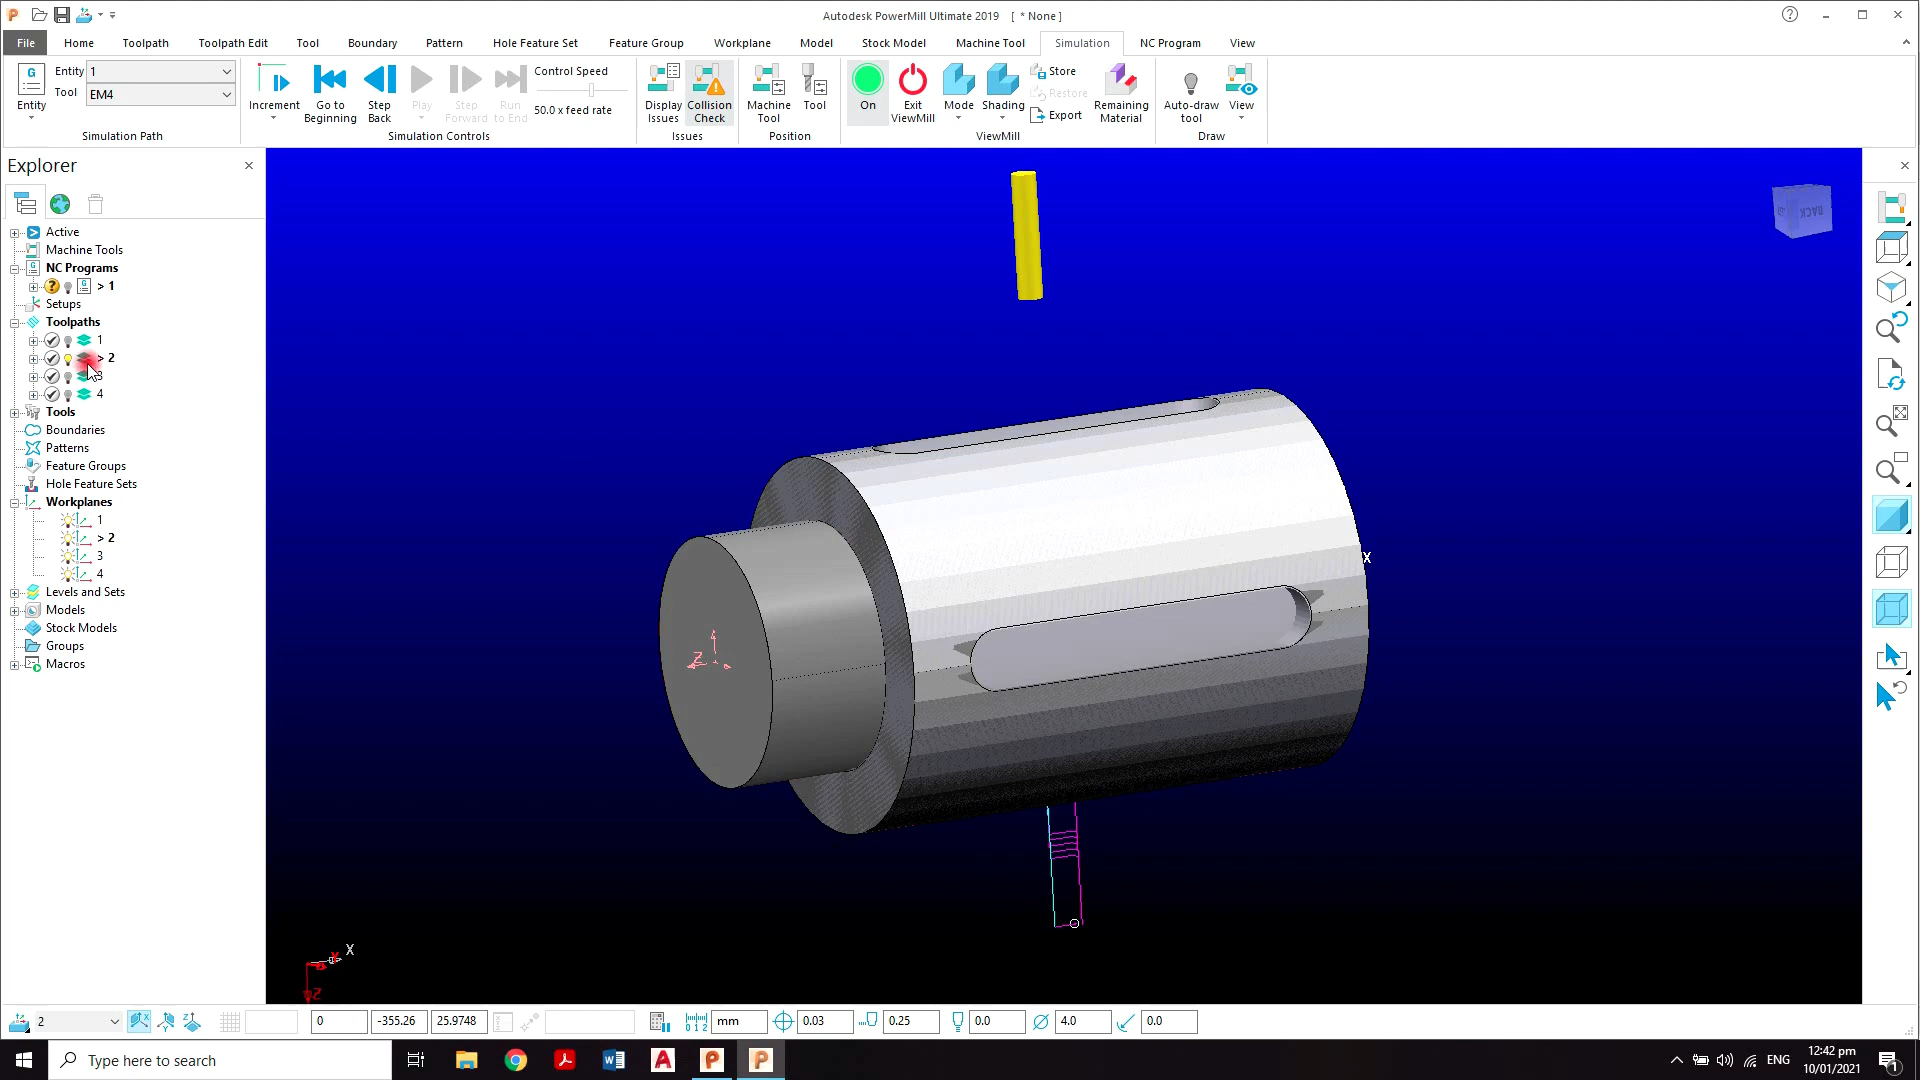 Autodesk PowerMill Ultimate 2019 [ * None ]
File Home Toolpath Toolpath Edit Tool Boundary Pattern Hole Feature Set Feature Group Workplane Model Stock Model Machine Tool Simulation NC Program View
Entity
Entity 1
Tool EM4
Simulation Path
Increment
Go to Beginning
Step Back
Play
Step Forward
Run to End
Control Speed
50.0 x feed rate
Simulation Controls
Display Issues
Collision Check
Issues
Machine Tool
Tool
Position
On
Exit ViewMill
Mode
Shading
Store
Restore
Export
Remaining Material
ViewMill
Auto-draw tool
View
Draw
Explorer
Active
Machine Tools
NC Programs
> 1
Setups
Toolpaths
1
> 2
3
4
Tools
Boundaries
Patterns
Feature Groups
Hole Feature Sets
Workplanes
1
> 2
3
4
Levels and Sets
Models
Stock Models
Groups
Macros
BACK
X
Z
X
Z
2 0 -355.26 25.9748 mm 0.03 0.25 0.0 4.0 0.0
Type here to search
ENG
12:42 pm
10/01/2021
1